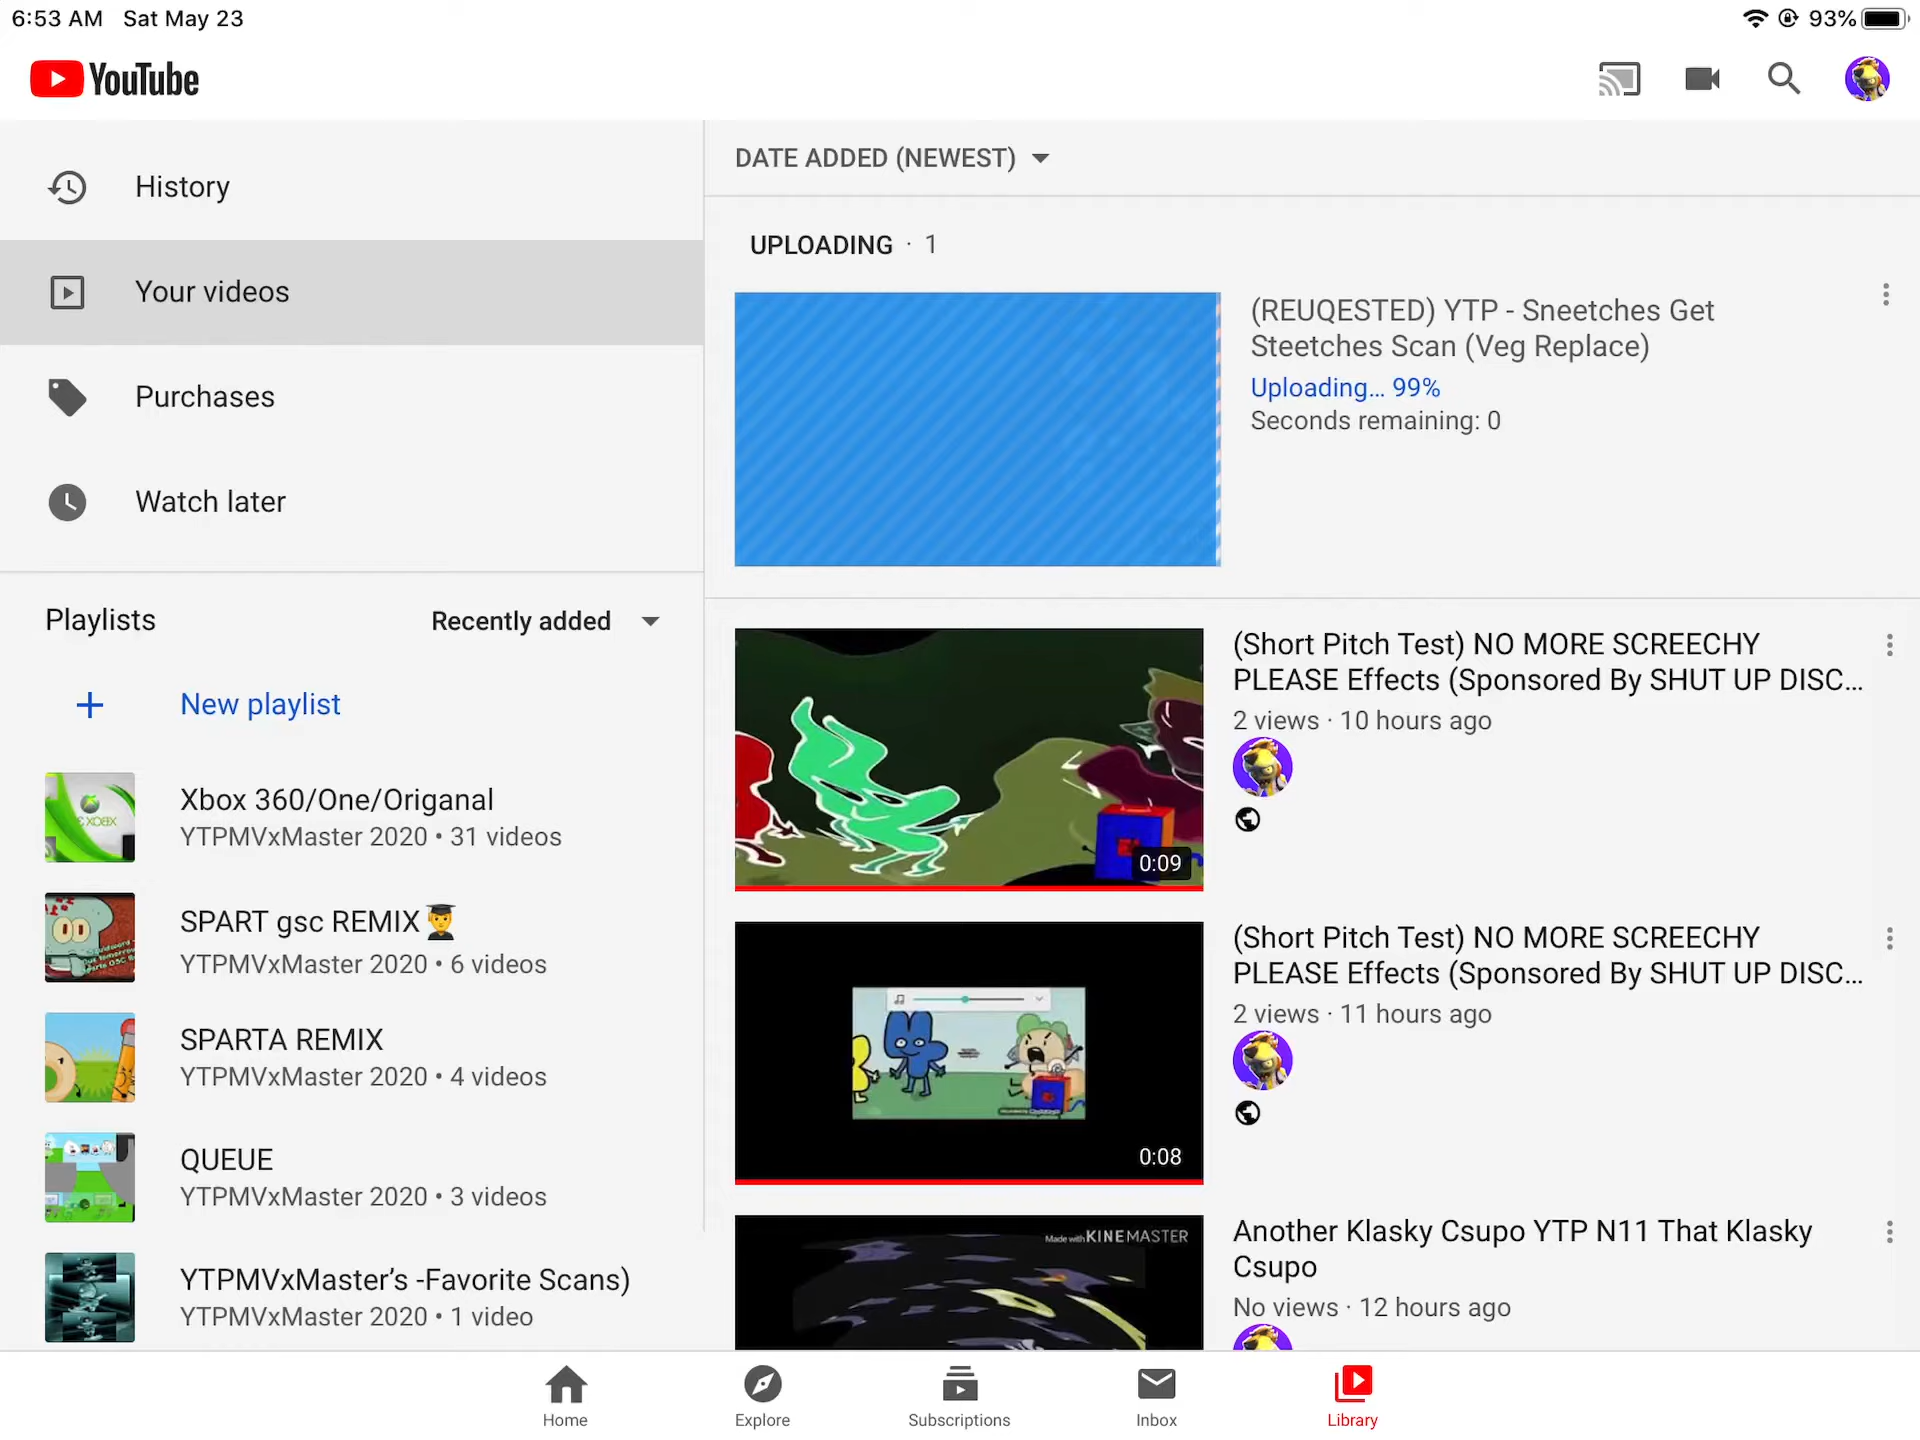 6:53 AM Sat May 23
93%
YouTube
History
Your videos
Purchases
Watch later
Playlists
Recently added
New playlist
Xbox 360/One/Origanal
YTPMVxMaster 2020 • 31 videos
SPART gsc REMIX👨‍🎓
YTPMVxMaster 2020 • 6 videos
SPARTA REMIX
YTPMVxMaster 2020 • 4 videos
QUEUE
YTPMVxMaster 2020 • 3 videos
YTPMVxMaster’s -Favorite Scans)
YTPMVxMaster 2020 • 1 video
DATE ADDED (NEWEST)
UPLOADING · 1
(REUQESTED) YTP - Sneetches Get
Steetches Scan (Veg Replace)
Uploading... 99%
Seconds remaining: 0
0:09
(Short Pitch Test) NO MORE SCREECHY
PLEASE Effects (Sponsored By SHUT UP DISC...
2 views · 10 hours ago
0:08
(Short Pitch Test) NO MORE SCREECHY
PLEASE Effects (Sponsored By SHUT UP DISC...
2 views · 11 hours ago
Made with KINEMASTER
Another Klasky Csupo YTP N11 That Klasky
Csupo
No views · 12 hours ago
Home
Explore
Subscriptions
Inbox
Library